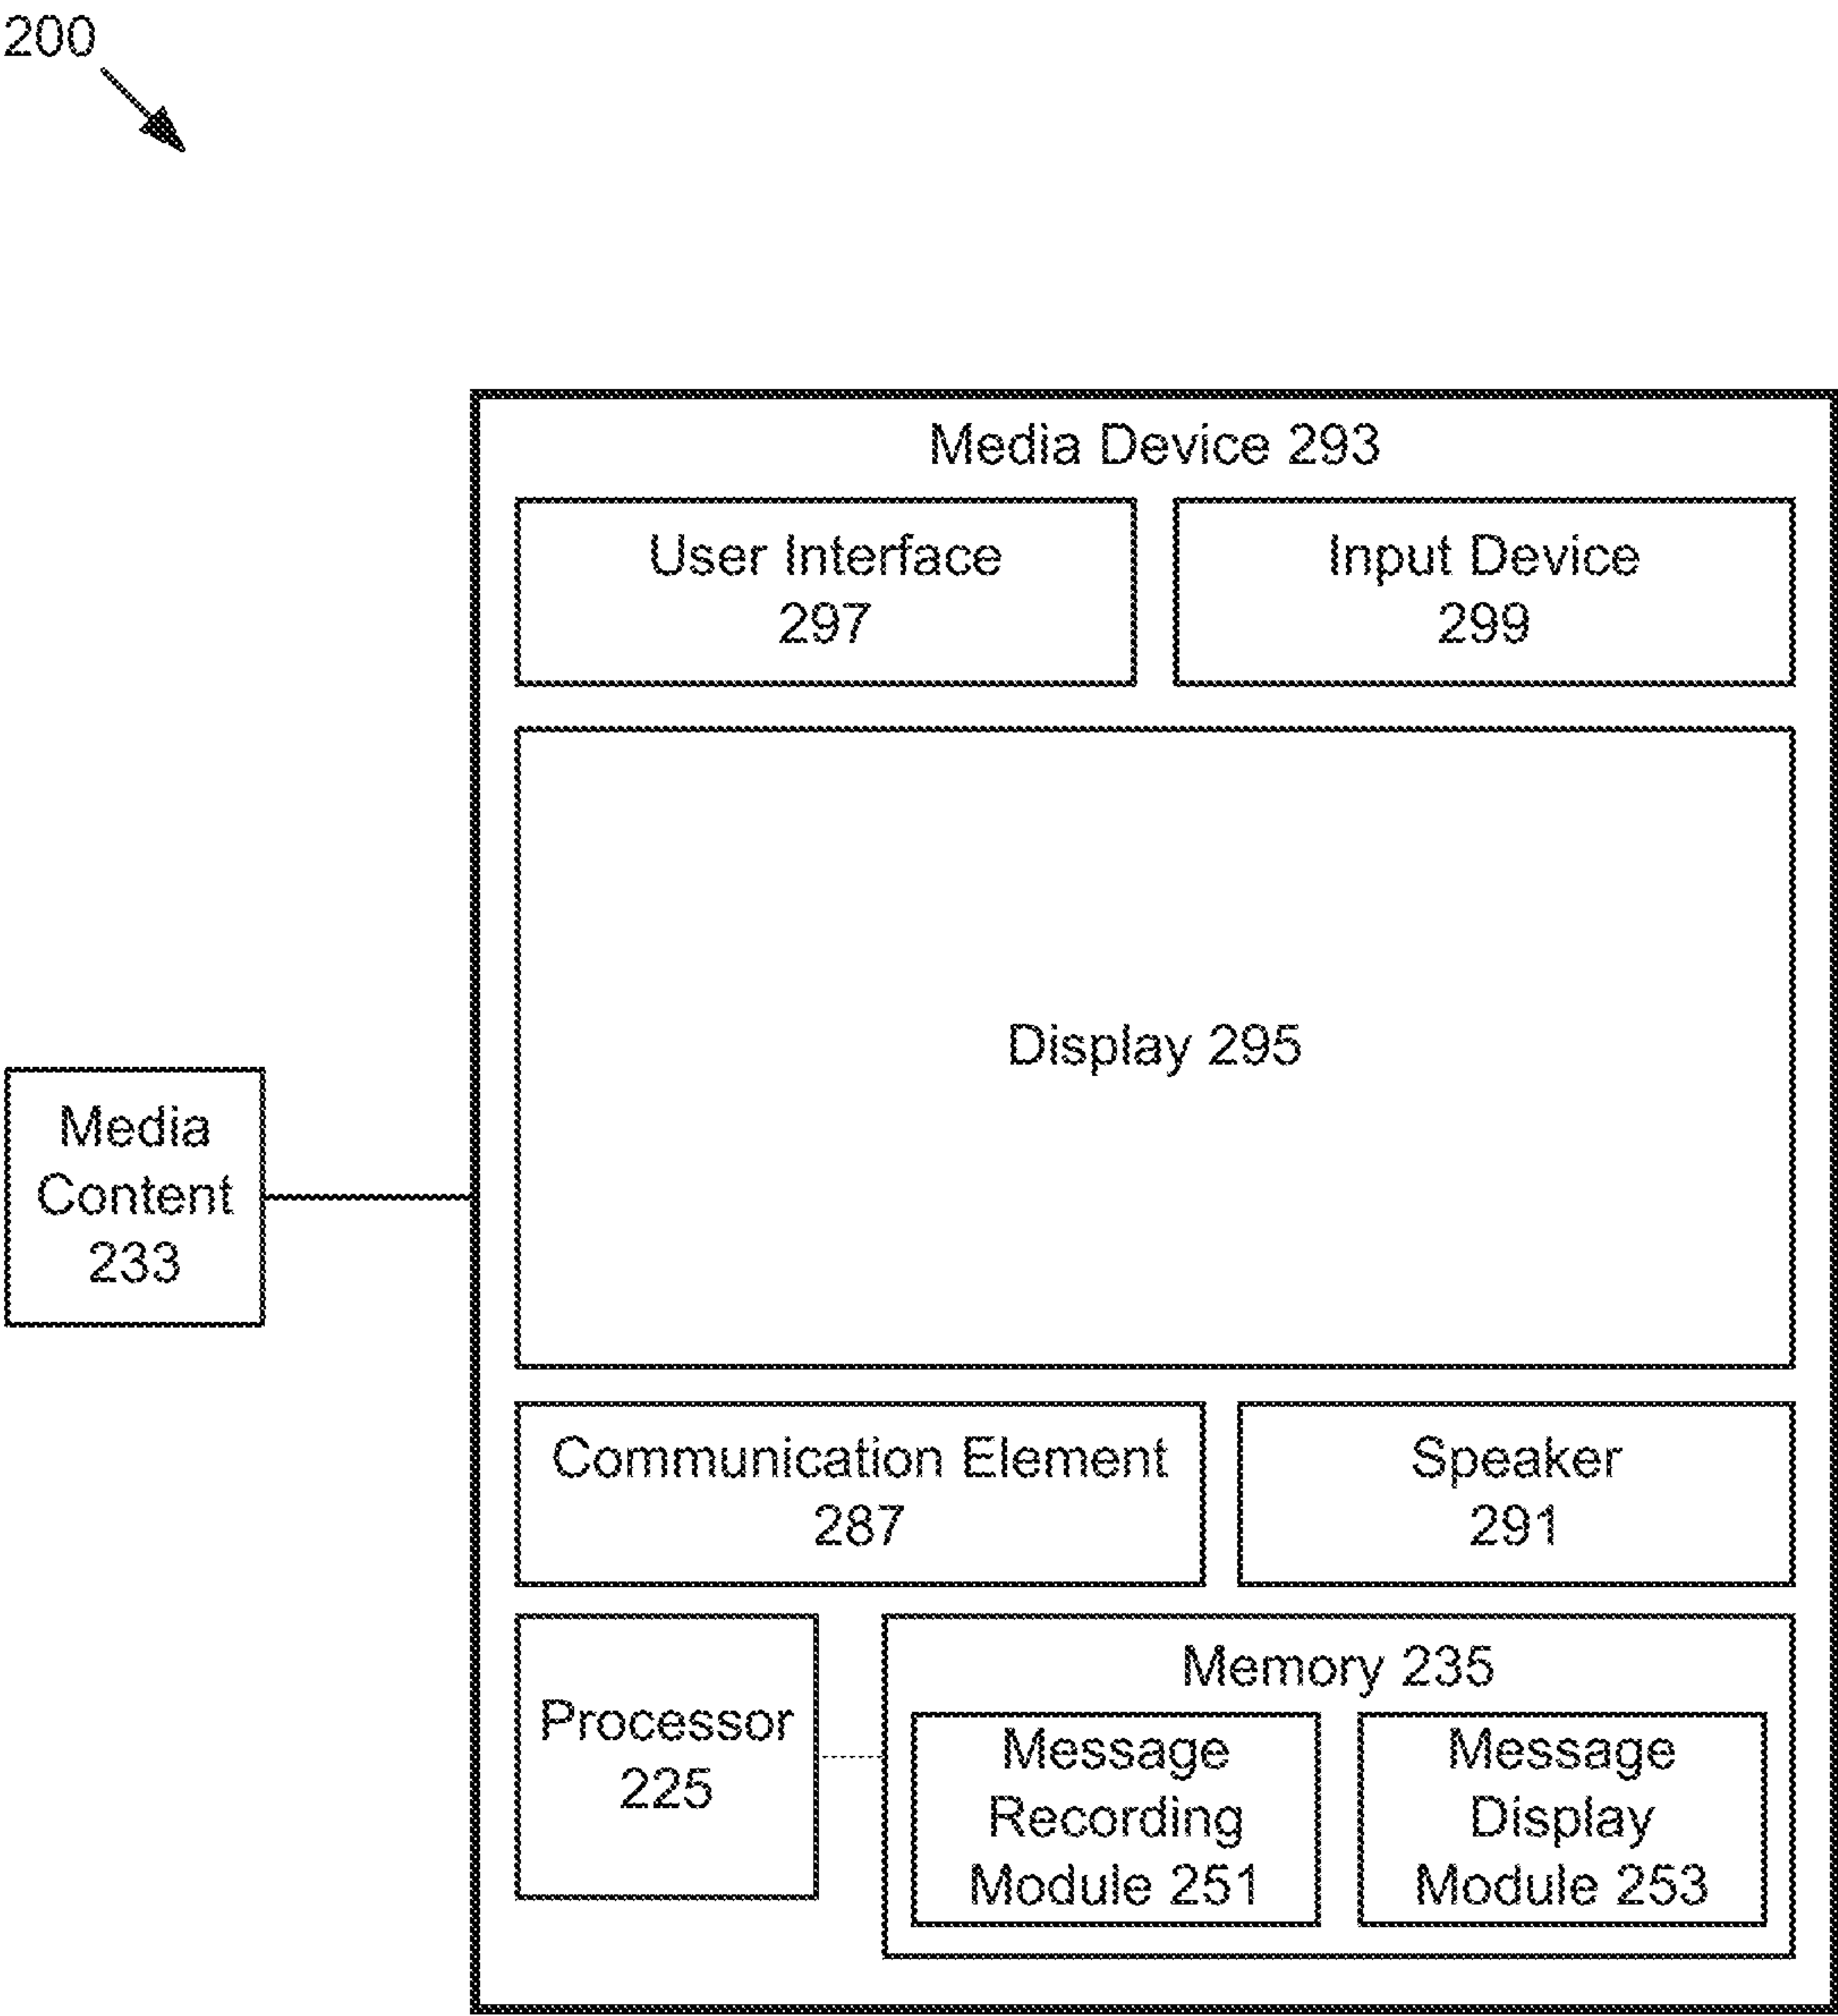 200
Media Device 293
User Interface
297
Input Device
299
Display 295
Media
Content
233
Communication Element
287
Speaker
291
Processor
225
Memory 235
Message
Recording
Module 251
Message
Display
Module 253